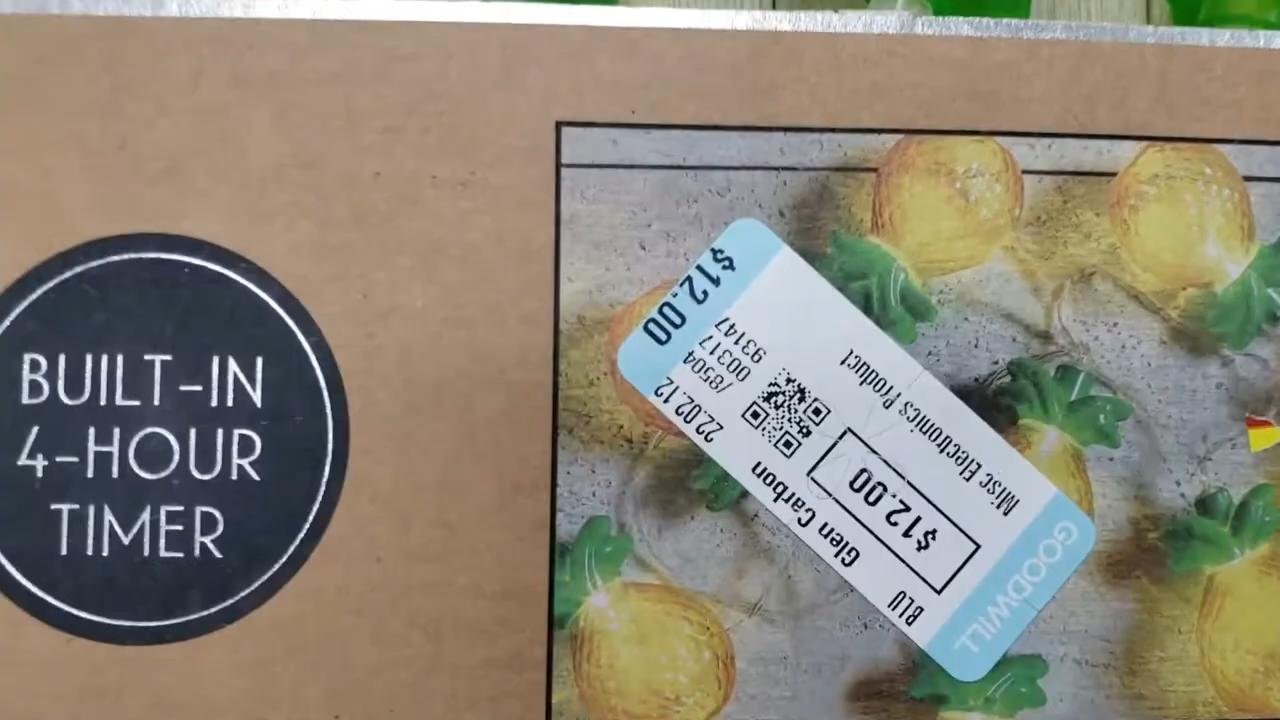 BUILT-IN
4-HOUR
TIMER
GOODWILL
BLU
Glen Carbon
$12.00
Misc Electronics Product
22.02.12
/8504
00317
93147
$12.00